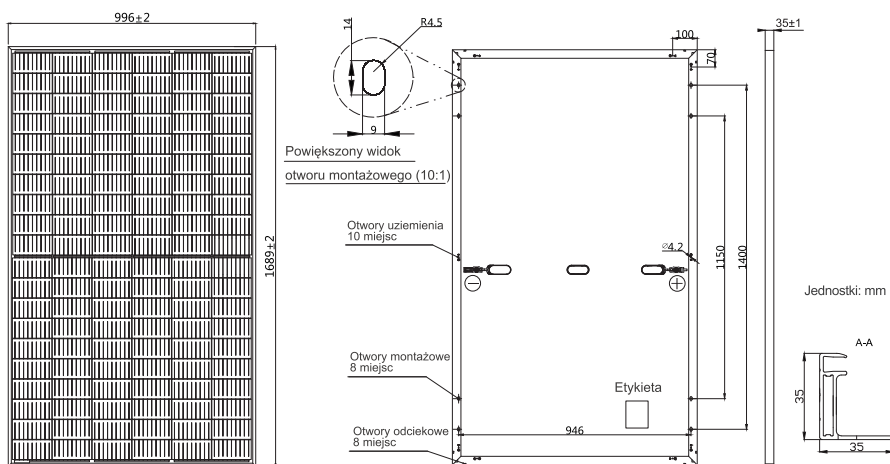 996±2
1689±2
14
R4.5
9
Powiększony widok
otworu montażowego (10:1)
Otwory uziemienia
10 miejsc
Otwory montażowe
8 miejsc
Otwory odciekowe
8 miejsc
100
70
1150
1400
⌀4.2
−
+
Etykieta
946
35±1
Jednostki: mm
A-A
35
35